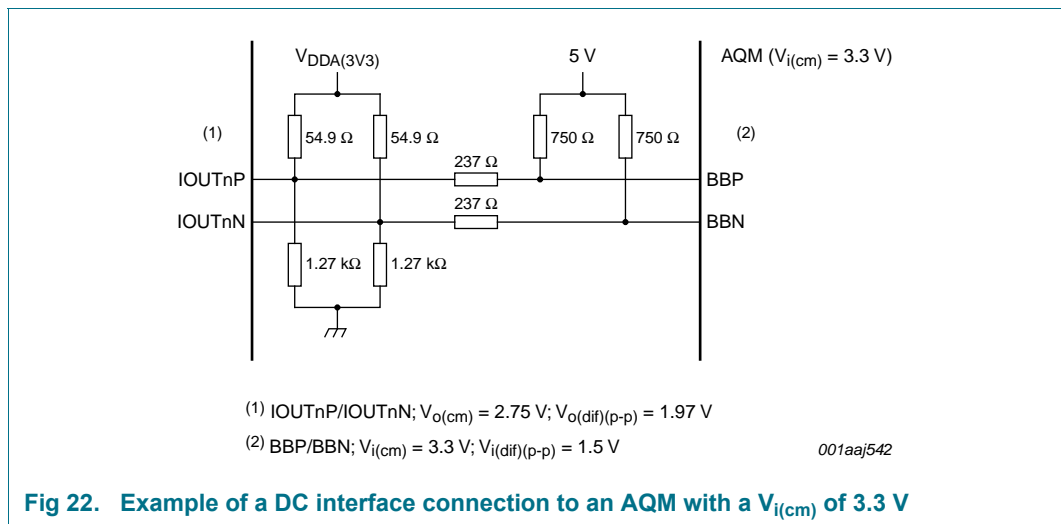 VDDA(3V3)
5 V
AQM (Vi(cm) = 3.3 V)
(1)
54.9 Ω
54.9 Ω
750 Ω
750 Ω
(2)
237 Ω
IOUTnP
BBP
237 Ω
IOUTnN
BBN
1.27 kΩ
1.27 kΩ
(1) IOUTnP/IOUTnN; Vo(cm) = 2.75 V; Vo(dif)(p-p) = 1.97 V
(2) BBP/BBN; Vi(cm) = 3.3 V; Vi(dif)(p-p) = 1.5 V
001aaj542
Fig 22. Example of a DC interface connection to an AQM with a Vi(cm) of 3.3 V